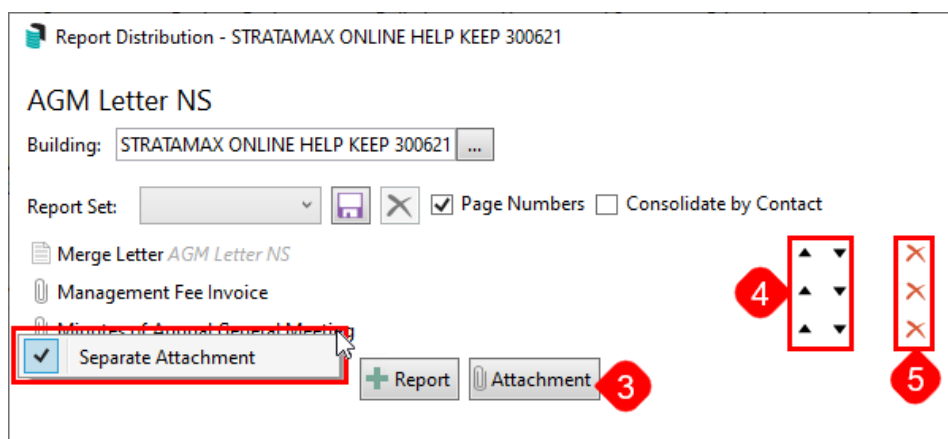 Report Distribution - STRATAMAX ONLINE HELP KEEP 300621
AGM Letter NS
Building: STRATAMAX ONLINE HELP KEEP 300621 ...
Report Set: Page Numbers Consolidate by Contact
Merge Letter AGM Letter NS
Management Fee Invoice
4
Minutes of Annual General Meeting
Separate Attachment
Report Attachment 3
5